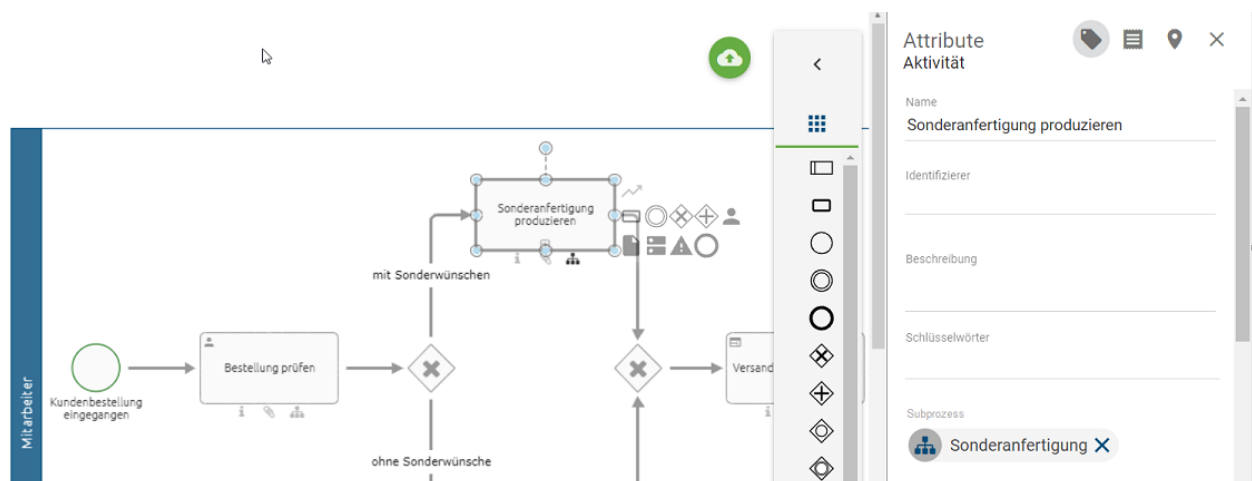 Attribute
Aktivität
Name
Sonderanfertigung produzieren
Identifizierer
Beschreibung
Schlüsselwörter
Subprozess
Sonderanfertigung
Sonderanfertigung
produzieren
mit Sonderwünschen
Bestellung prüfen
Versand
Kundenbestellung
eingegangen
Mitarbeiter
ohne Sonderwünsche